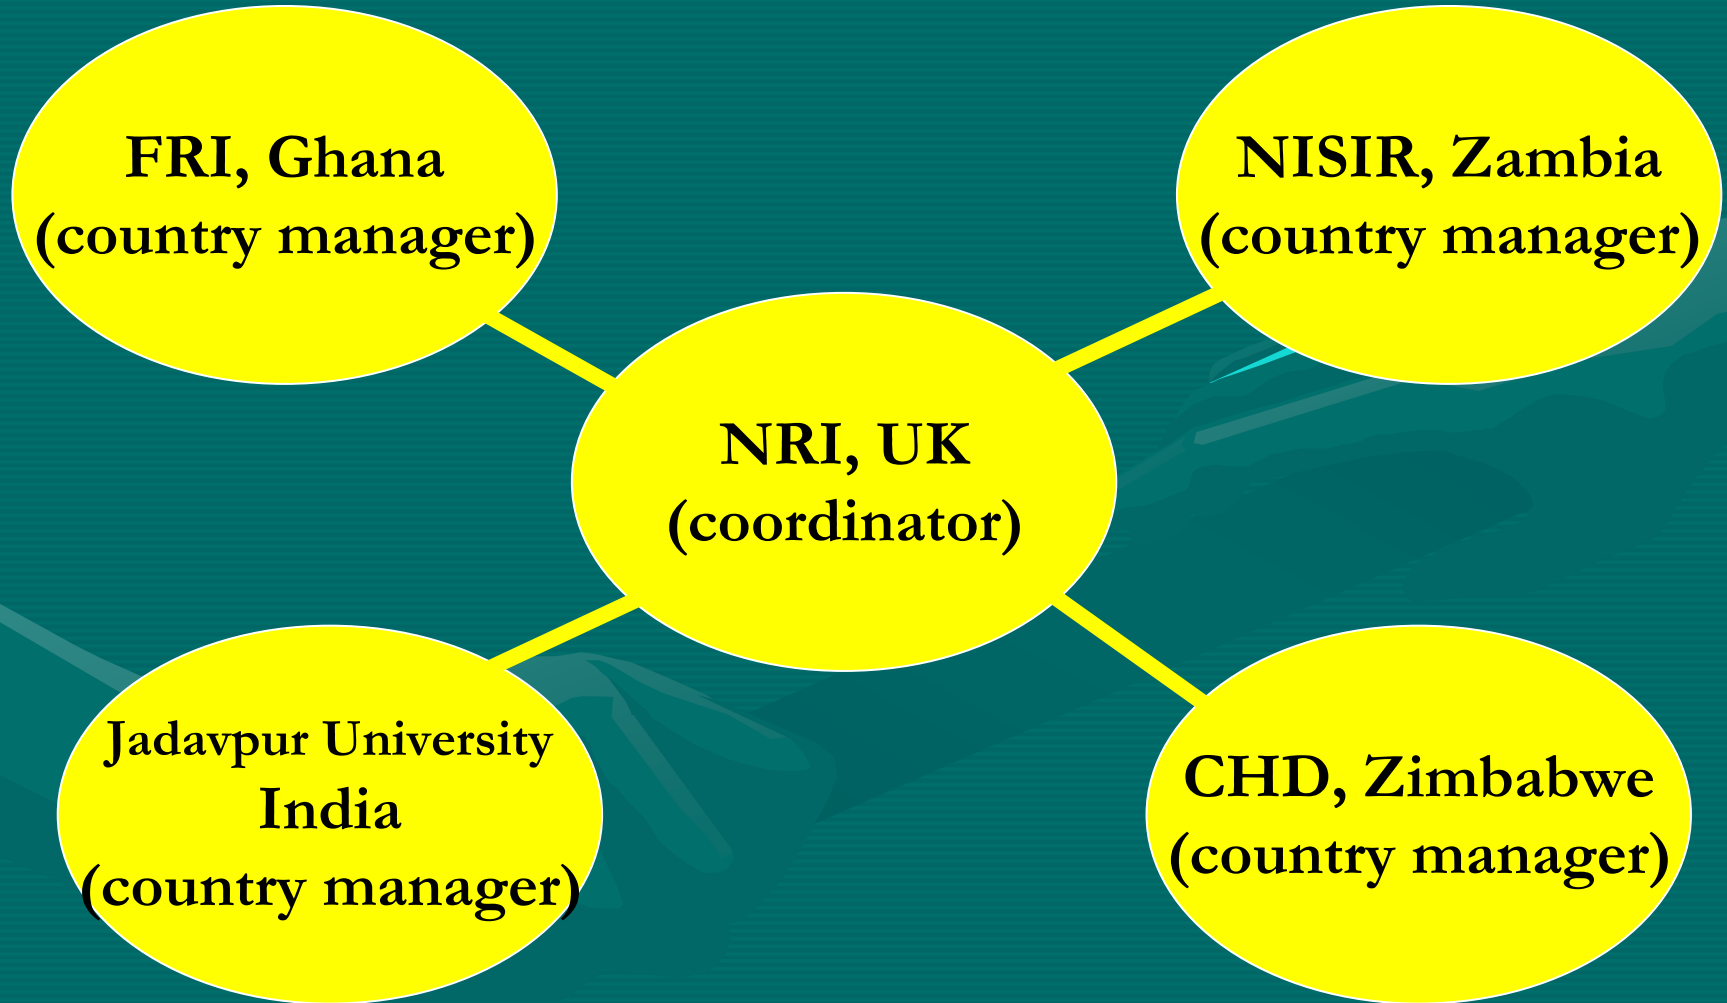 FRI, Ghana
(country manager)
NISIR, Zambia
(country manager)
NRI, UK
(coordinator)
Jadavpur University
India
(country manager)
CHD, Zimbabwe
(country manager)